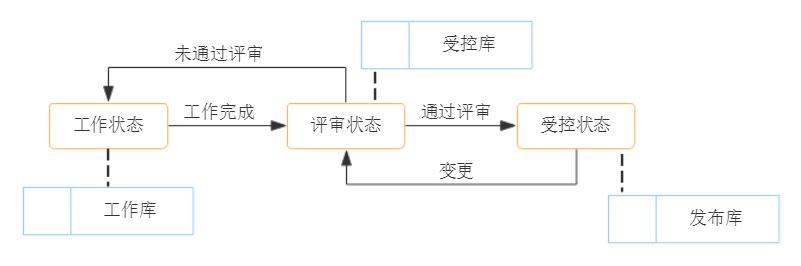 受控库
未通过评审
工作状态
工作完成
评审状态
通过评审
受控状态
变更
工作库
发布库